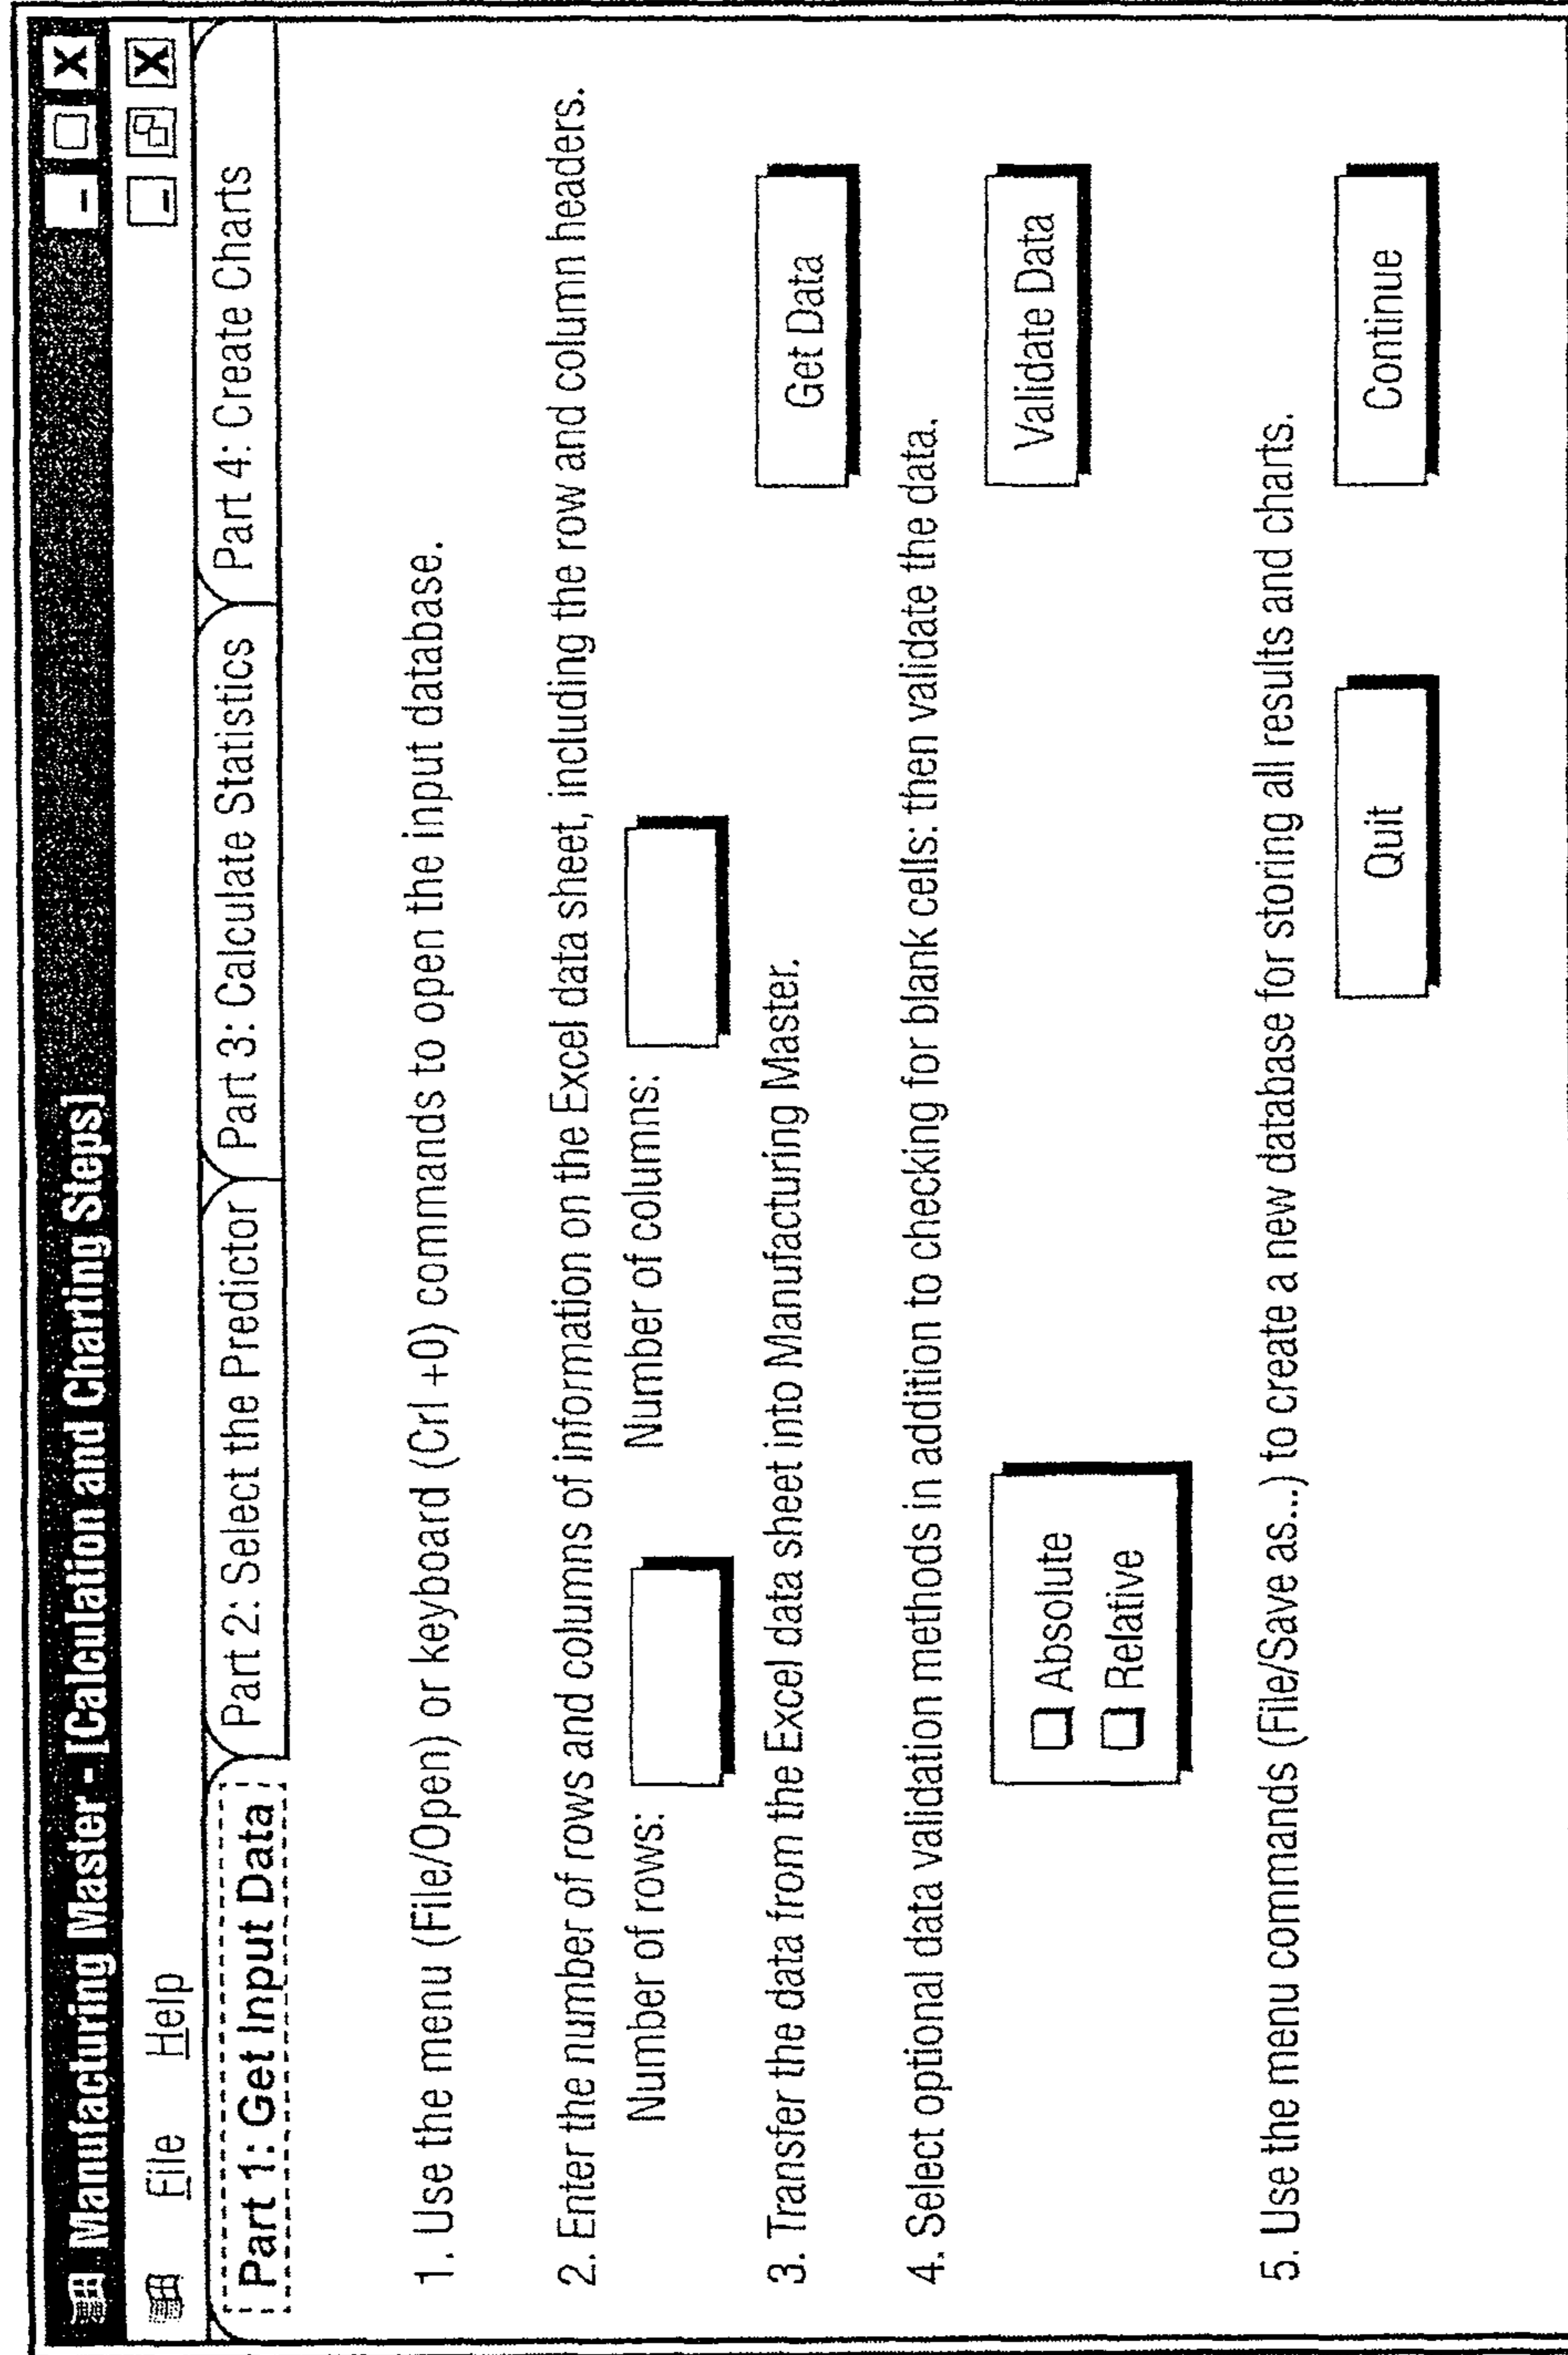 Manufacturing Master - [Calculation and Charting Steps]
File Help
Part 1: Get Input Data Part 2: Select the Predictor Part 3: Calculate Statistics Part 4: Create Charts
1. Use the menu (File/Open) or keyboard (Crl +0) commands to open the input database.
2. Enter the number of rows and columns of information on the Excel data sheet, including the row and column headers.
Number of rows: Number of columns:
3. Transfer the data from the Excel data sheet into Manufacturing Master.
Get Data
4. Select optional data validation methods in addition to checking for blank cells: then validate the data.
Absolute
Relative
Validate Data
5. Use the menu commands (File/Save as...) to create a new database for storing all results and charts.
Quit Continue